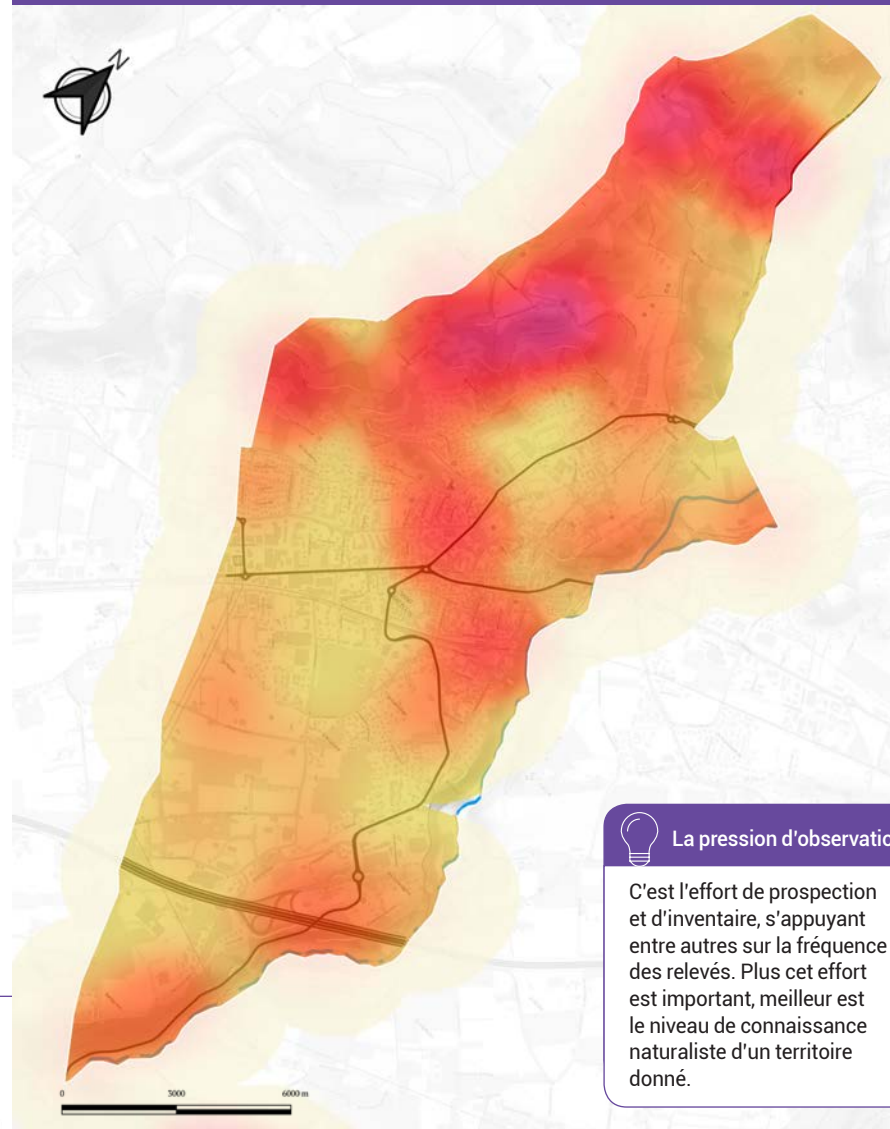 N
La pression d'observatio
C'est l'effort de prospection
et d'inventaire, s'appuyant
entre autres sur la fréquence
des relevés. Plus cet effort
est important, meilleur est
le niveau de connaissance
naturaliste d'un territoire
donné.
0 3000 6000 m